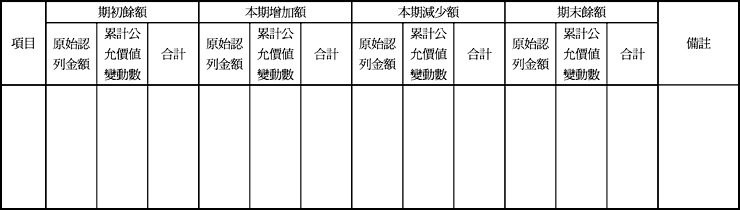 項目
期初餘額
本期增加額
本期減少額
期末餘額
備註
原始認
列金額
累計公
允價值
變動數
合計
原始認
列金額
累計公
允價值
變動數
合計
原始認
列金額
累計公
允價值
變動數
合計
原始認
列金額
累計公
允價值
變動數
合計